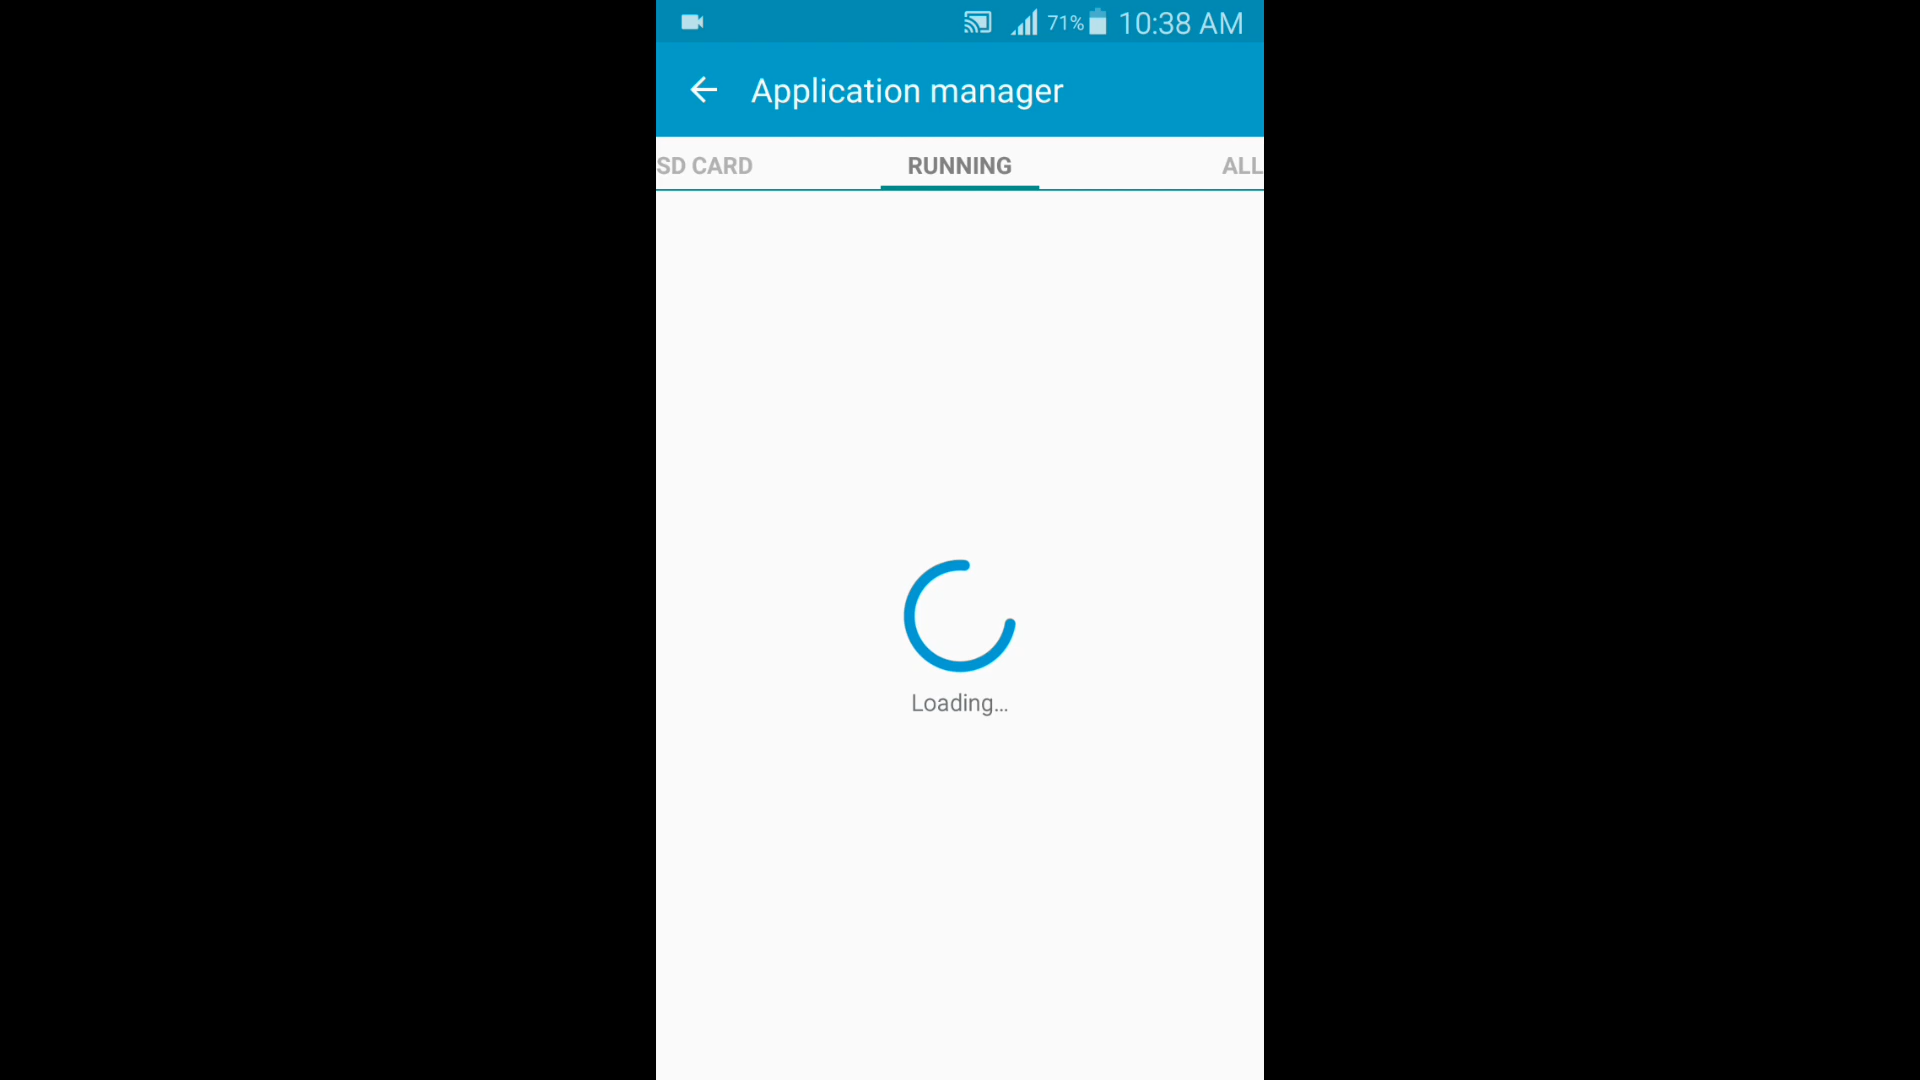 71% 10:38 AM
Application manager
SD CARD RUNNING ALL
Loading...